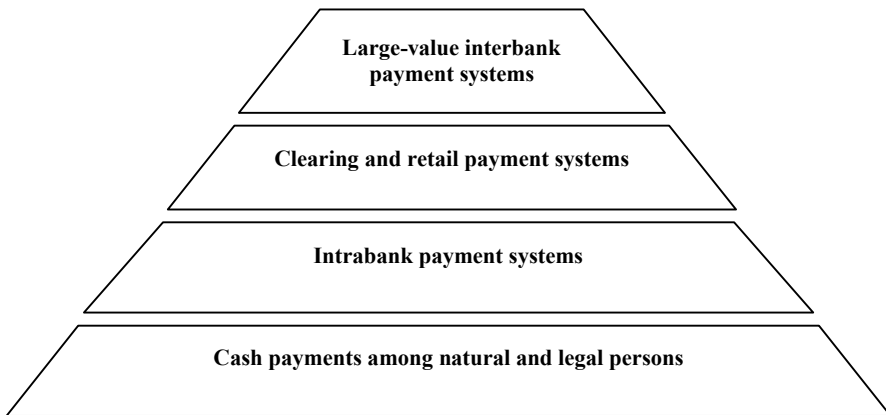 Large-value interbank
payment systems
Clearing and retail payment systems
Intrabank payment systems
Cash payments among natural and legal persons